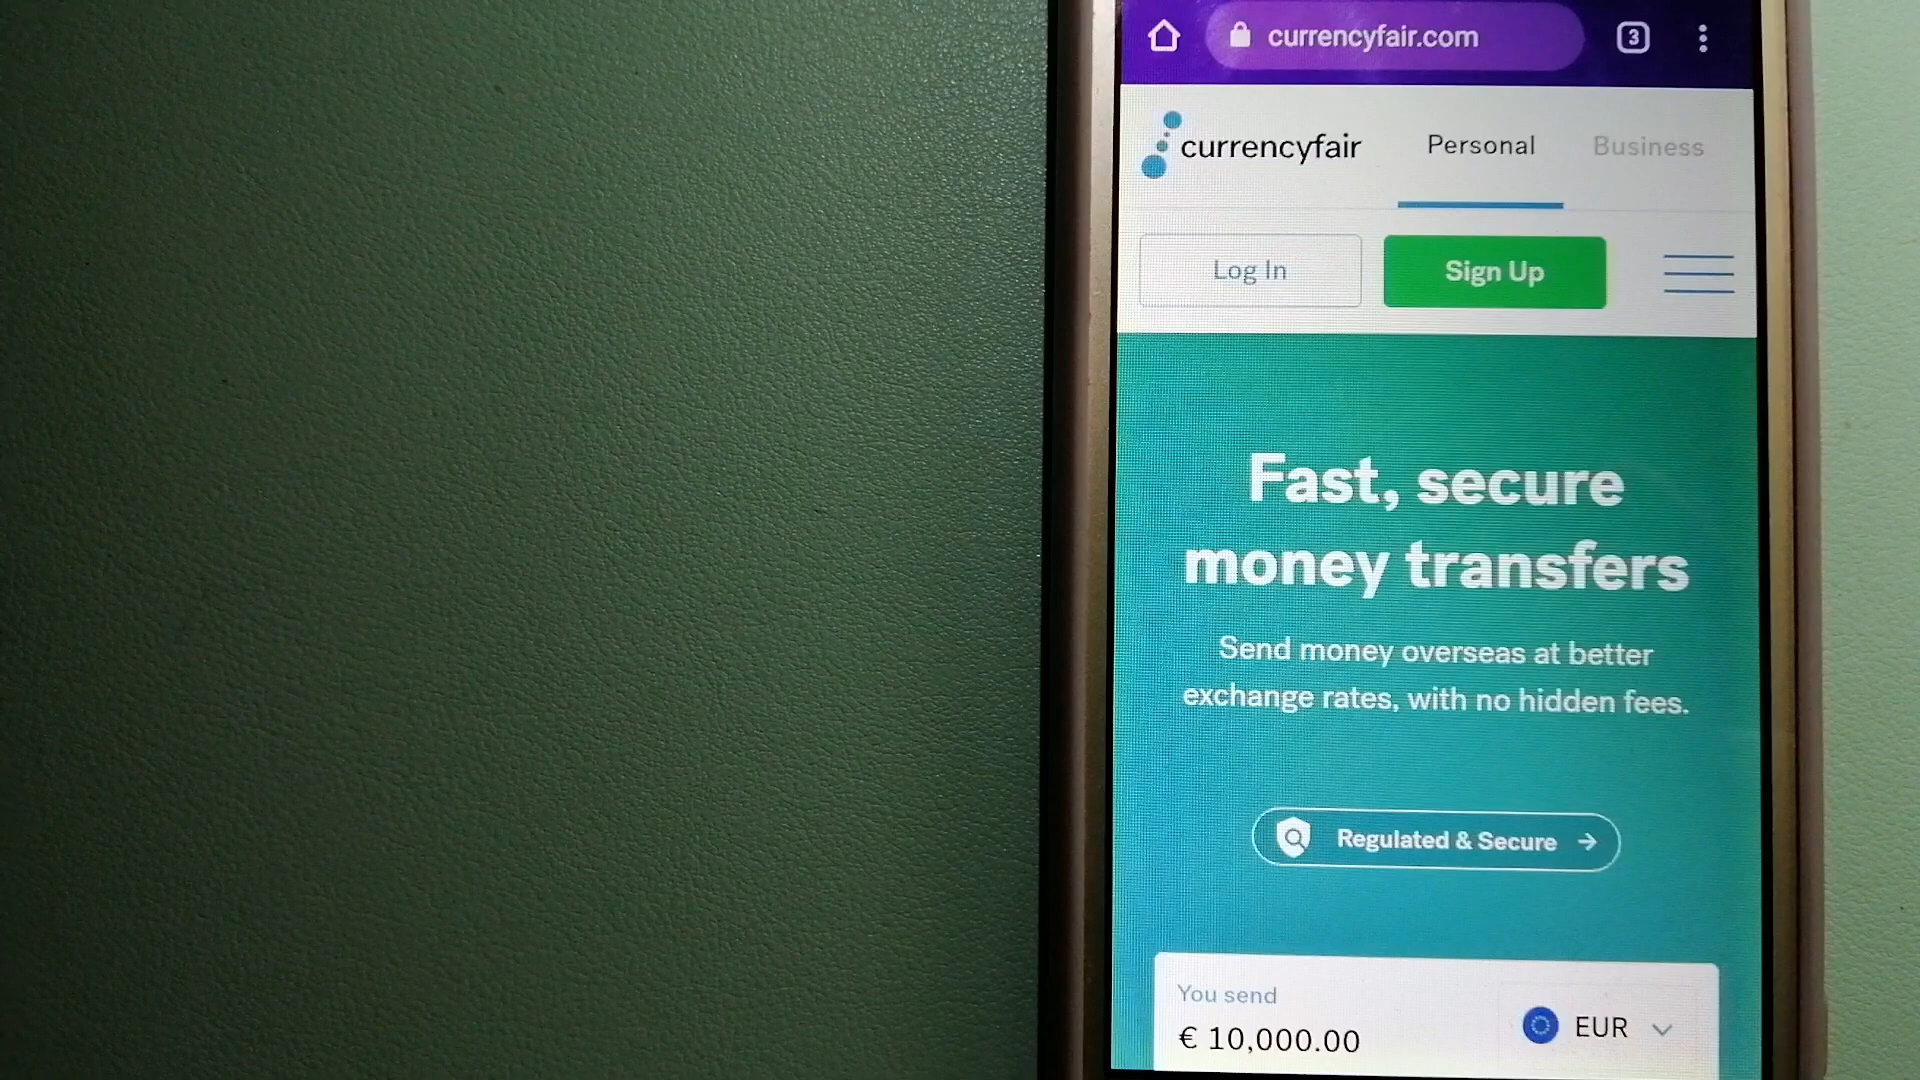 currencyfair.com 3
currencyfair Personal Business
Log In Sign Up
Fast, secure
money transfers
Send money overseas at better
exchange rates, with no hidden fees.
Regulated & Secure →
You send
€ 10,000.00 EUR